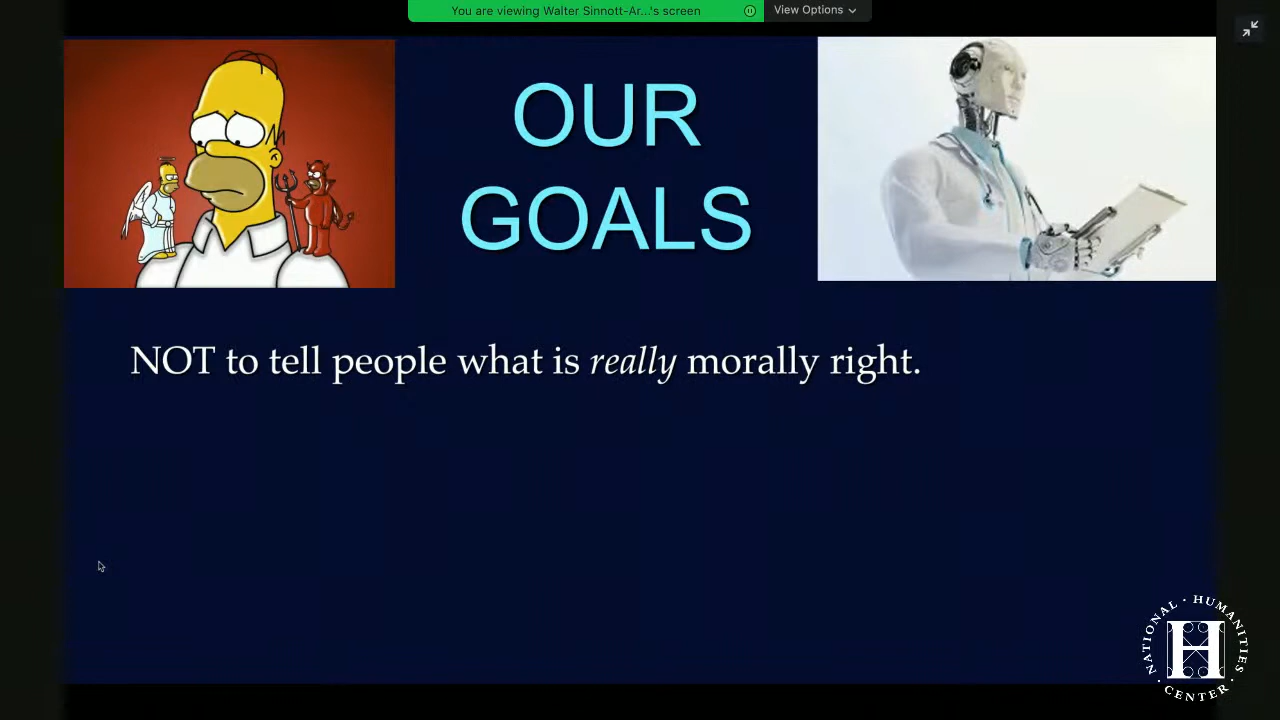 You are viewing Walter Sinnott-Ar...'s screen
View Options
OUR
GOALS
NOT to tell people what is really morally right.
NATIONAL · HUMANITIES · CENTER ·
H